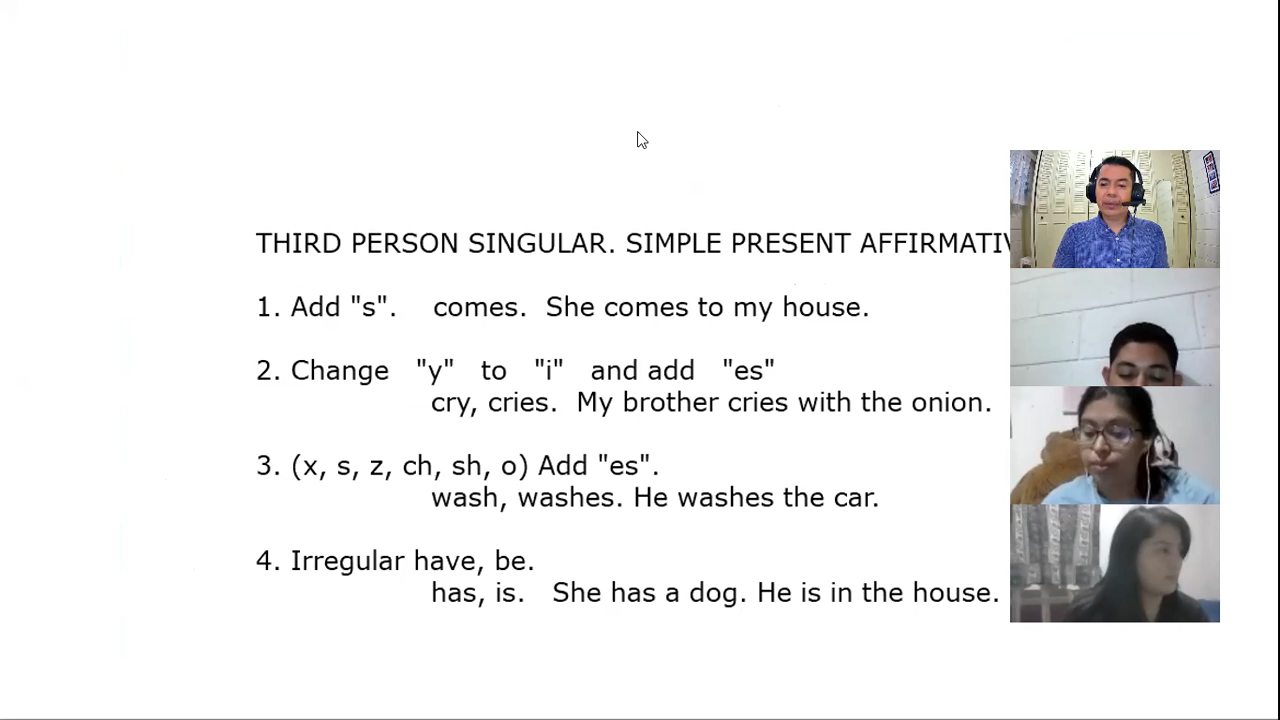 THIRD PERSON SINGULAR. SIMPLE PRESENT
1. Add "s". comes. She comes to my house.
2. Change "y" to "i" and add "es"
cry, cries. My brother cries with the onion.
3. (x, s, z, ch, sh, o) Add "es".
wash, washes. He washes the car.
4. Irregular have, be.
has, is. She has a dog. He is in the house.